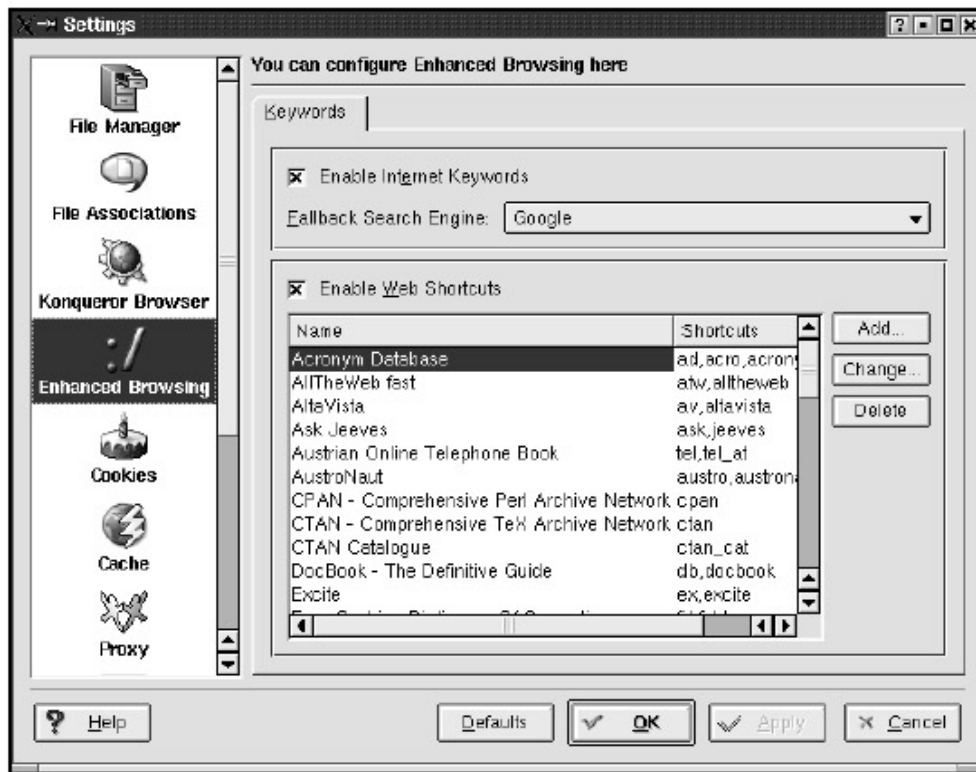 Settings
File Manager
File Associations
Konqueror Browser
Enhanced Browsing
Cookies
Cache
Proxy
You can configure Enhanced Browsing here
Keywords
Enable Internet Keywords
Fallback Search Engine: Google
Enable Web Shortcuts
Name Shortcuts
Acronym Database ad,acro,acrony
AllTheWeb fast atw,alltheweb
AltaVista av,altavista
Ask Jeeves ask,jeeves
Austrian Online Telephone Book tel,tel_at
AustroNaut austro,austrona
CPAN - Comprehensive Perl Archive Network cpan
CTAN - Comprehensive TeX Archive Network ctan
CTAN Catalogue ctan_cat
DocBook - The Definitive Guide db,docbook
Excite ex,excite
Add...
Change...
Delete
Help Defaults OK Apply Cancel